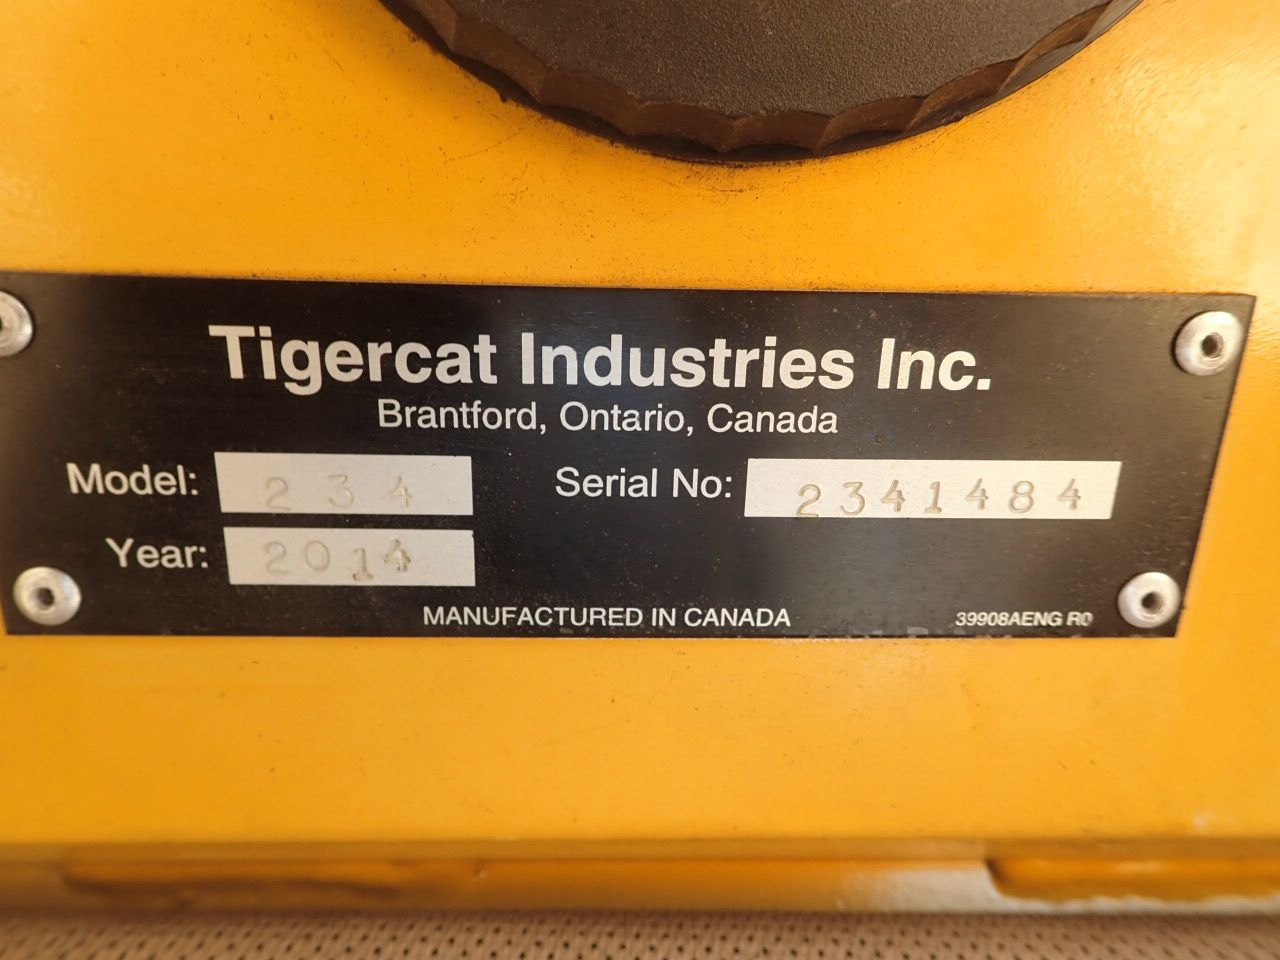 Tigercat Industries Inc.
Brantford, Ontario, Canada
Model: 234 Serial No: 2341484
Year: 2014
MANUFACTURED IN CANADA 39908AENG R0